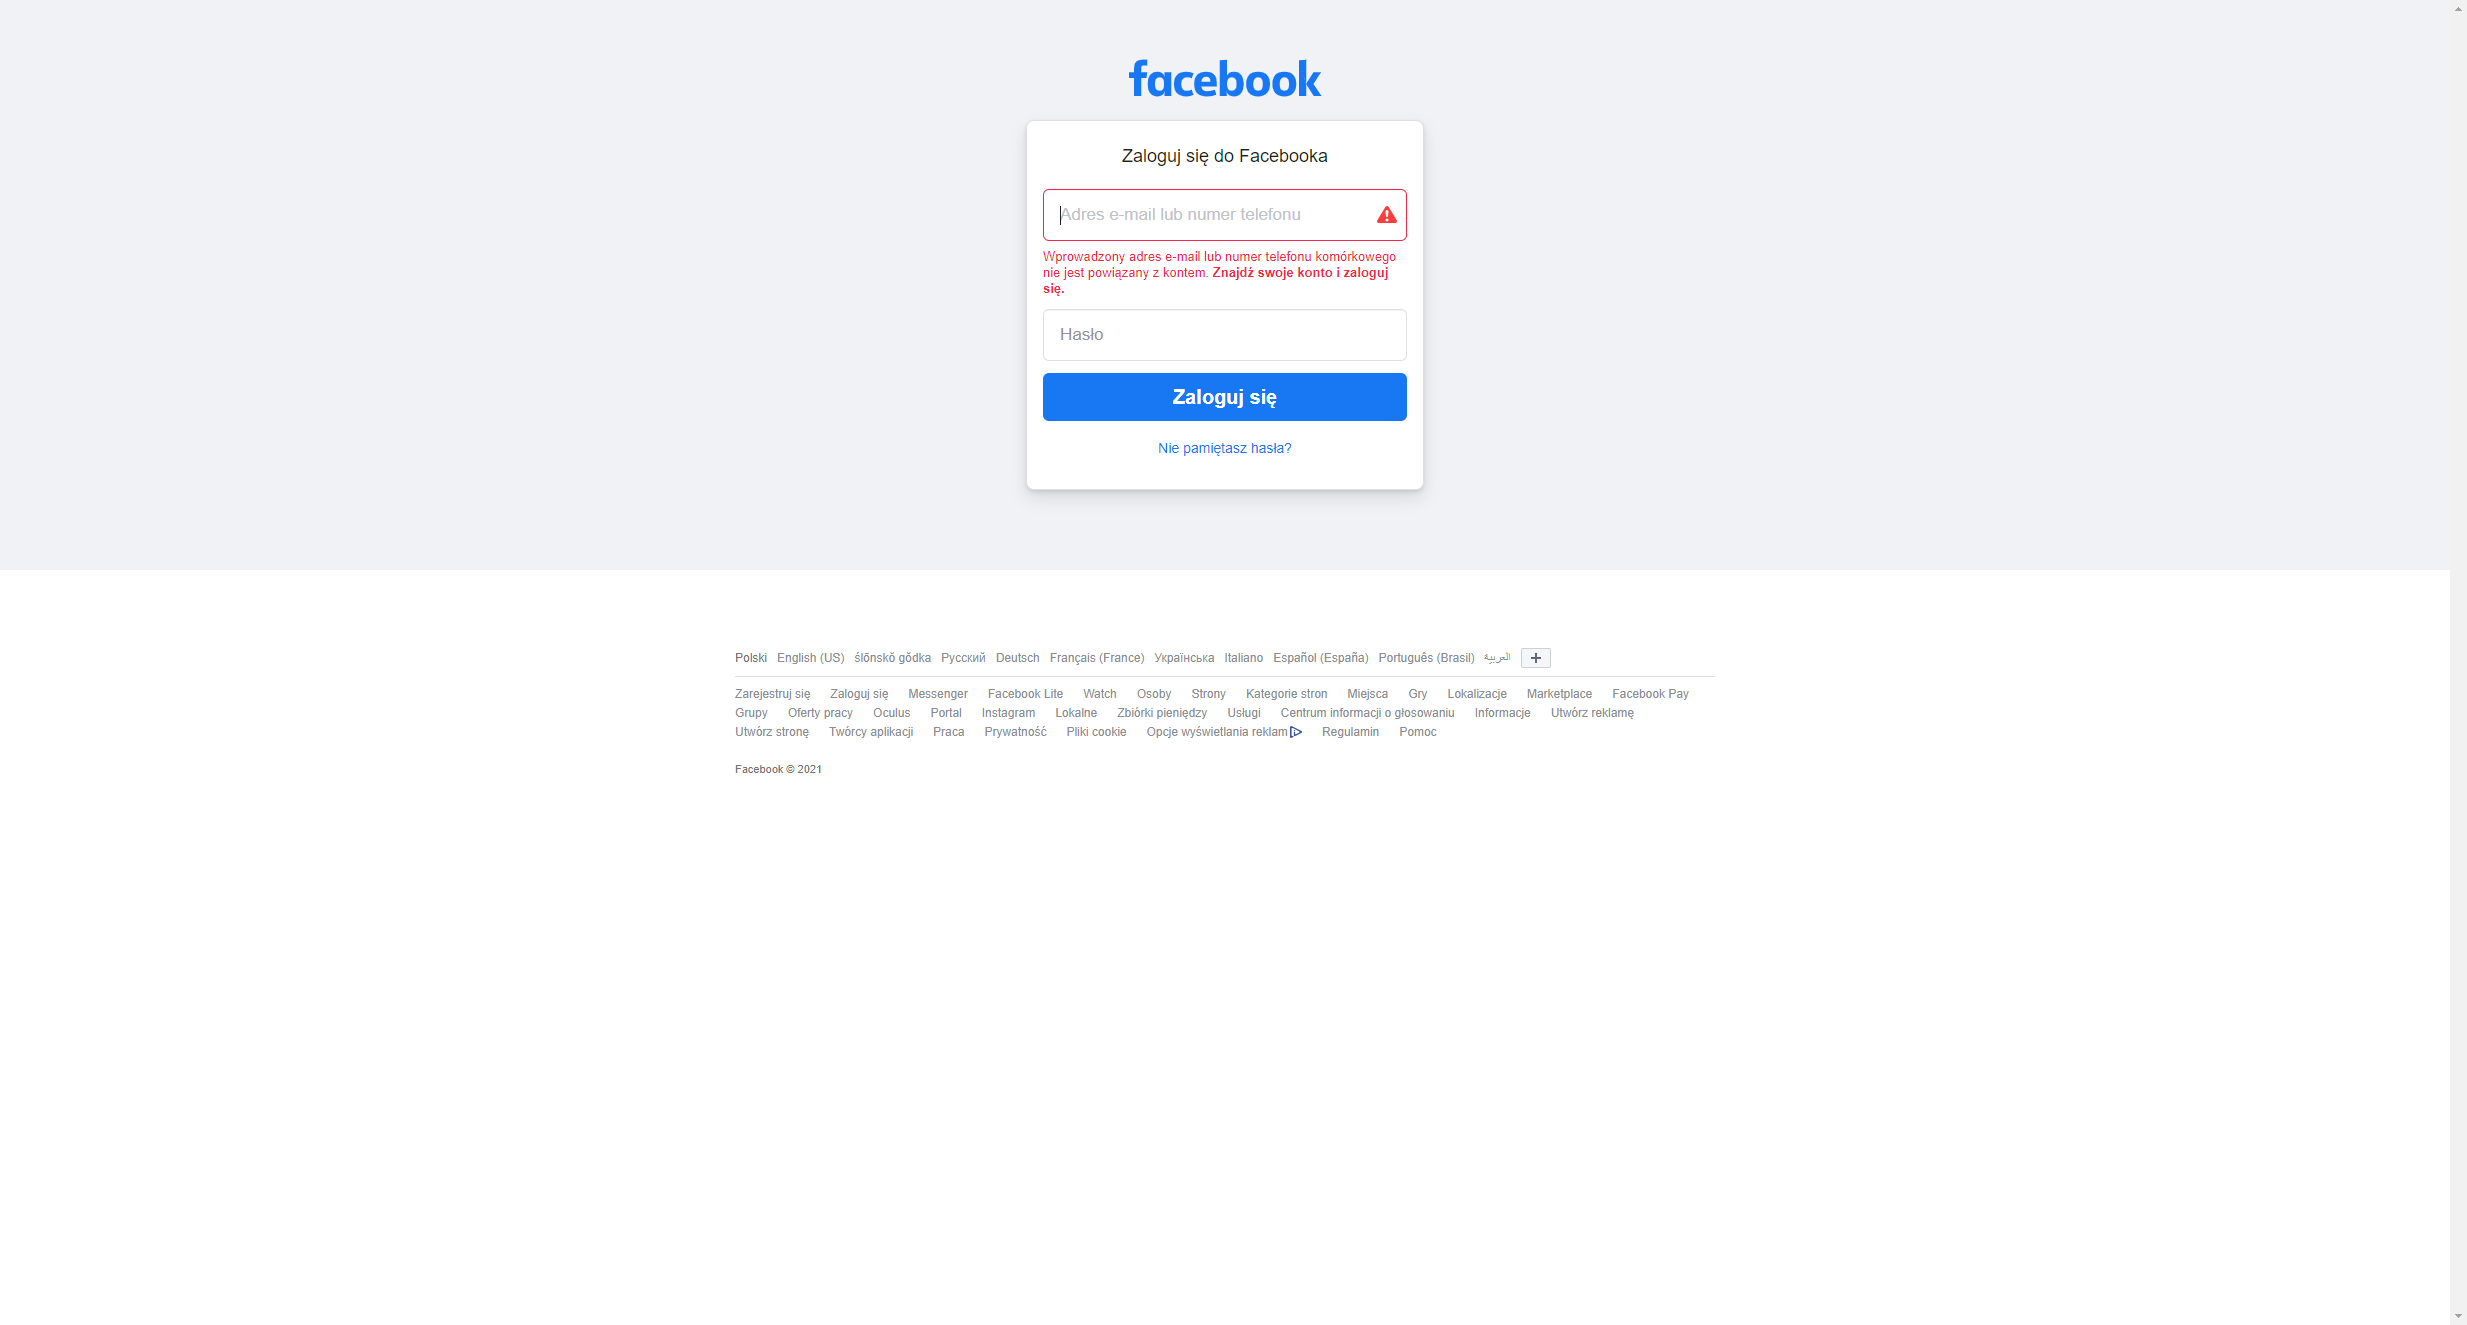 facebook
Zaloguj się do Facebooka
Adres e-mail lub numer telefonu
Wprowadzony adres e-mail lub numer telefonu komórkowego
nie jest powiązany z kontem. Znajdź swoje konto i zaloguj
się.
Hasło
Zaloguj się
Nie pamiętasz hasła?
Polski English (US) ślōnskŏ gŏdka Русский Deutsch Français (France) Українська Italiano Español (España) Português (Brasil) العربية
Zarejestruj się Zaloguj się Messenger Facebook Lite Watch Osoby Strony Kategorie stron Miejsca Gry Lokalizacje Marketplace Facebook Pay
Grupy Oferty pracy Oculus Portal Instagram Lokalne Zbiórki pieniędzy Usługi Centrum informacji o głosowaniu Informacje Utwórz reklamę
Utwórz stronę Twórcy aplikacji Praca Prywatność Pliki cookie Opcje wyświetlania reklam Regulamin Pomoc
Facebook © 2021